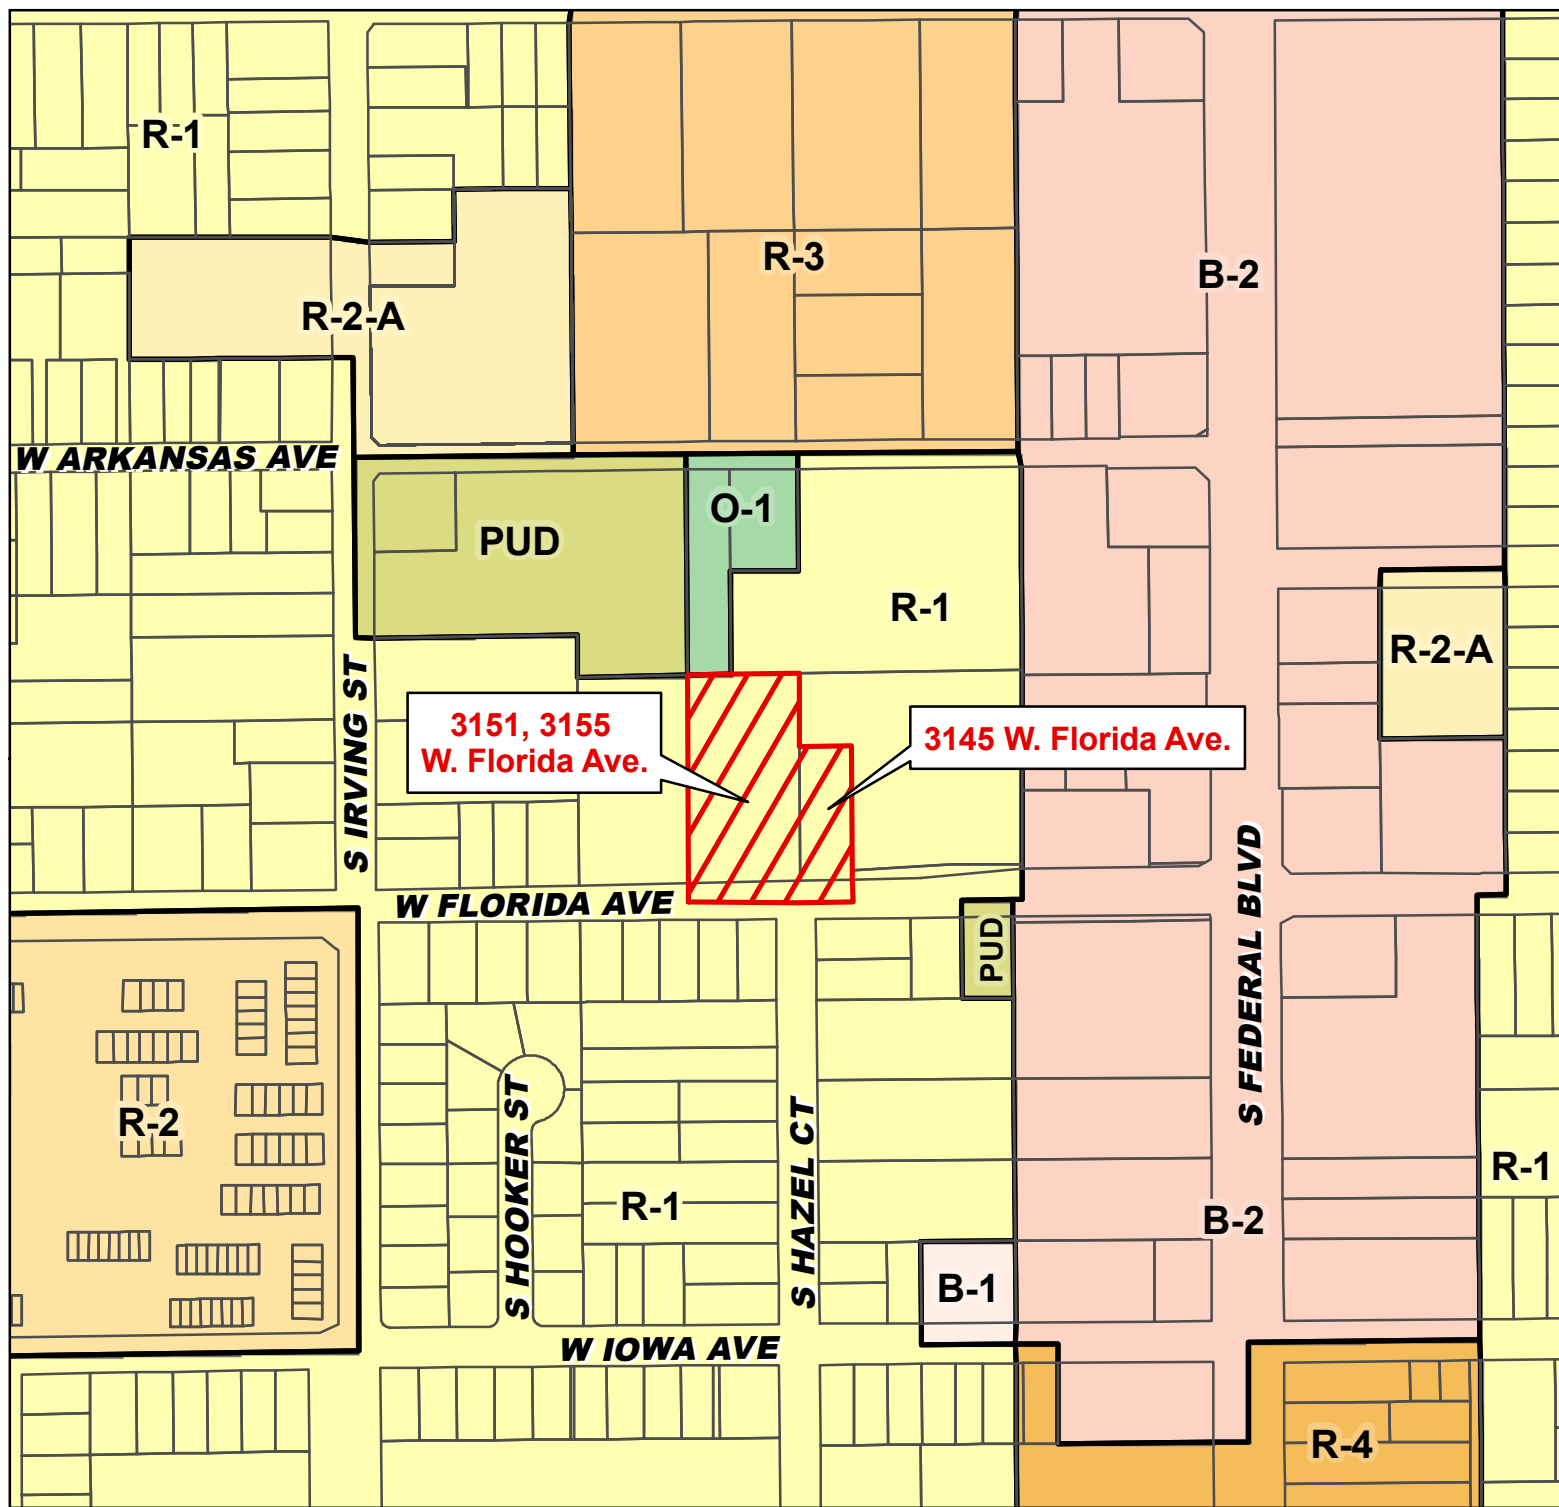 R-1
R-3
B-2
R-2-A
W ARKANSAS AVE
O-1
PUD
R-1
R-2-A
S IRVING ST
3151, 3155
W. Florida Ave.
3145 W. Florida Ave.
W FLORIDA AVE
PUD
S FEDERAL BLVD
R-2
S HOOKER ST
R-1
S HAZEL CT
R-1
B-2
B-1
W IOWA AVE
R-4